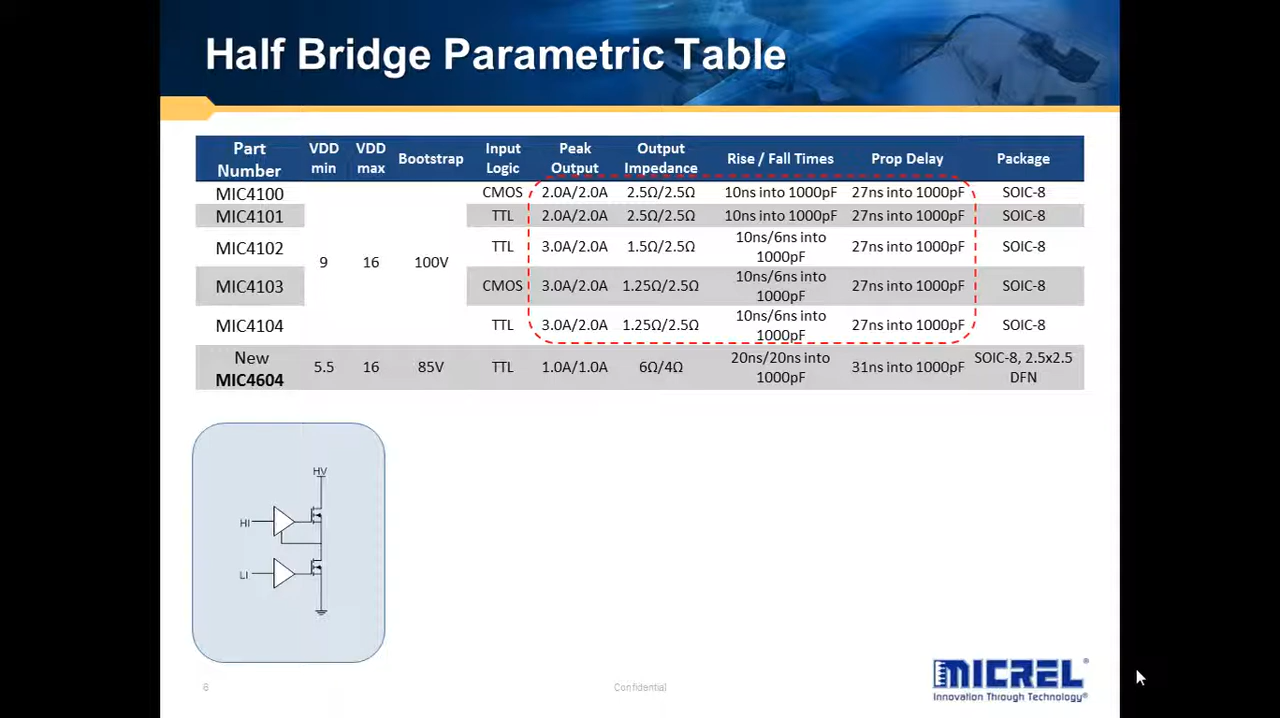 Half Bridge Parametric Table
Part Number VDD min VDD max Bootstrap Input Logic Peak Output Output Impedance Rise / Fall Times Prop Delay Package
MIC4100 9 16 100V CMOS 2.0A/2.0A 2.5Ω/2.5Ω 10ns into 1000pF 27ns into 1000pF SOIC-8
MIC4101 TTL 2.0A/2.0A 2.5Ω/2.5Ω 10ns into 1000pF 27ns into 1000pF SOIC-8
MIC4102 TTL 3.0A/2.0A 1.5Ω/2.5Ω 10ns/6ns into 1000pF 27ns into 1000pF SOIC-8
MIC4103 CMOS 3.0A/2.0A 1.25Ω/2.5Ω 10ns/6ns into 1000pF 27ns into 1000pF SOIC-8
MIC4104 TTL 3.0A/2.0A 1.25Ω/2.5Ω 10ns/6ns into 1000pF 27ns into 1000pF SOIC-8
New MIC4604 5.5 16 85V TTL 1.0A/1.0A 6Ω/4Ω 20ns/20ns into 1000pF 31ns into 1000pF SOIC-8, 2.5x2.5 DFN
HV
HI
LI
6
Confidential
MICREL
Innovation Through Technology®